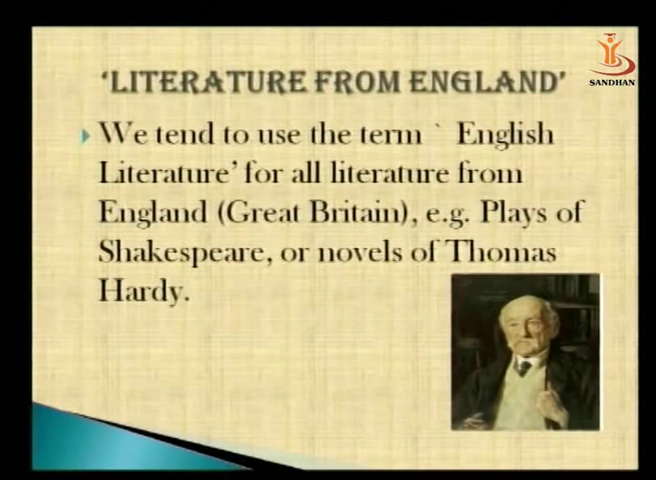 'LITERATURE FROM ENGLAND'
SANDHAN
We tend to use the term ` English
Literature' for all literature from
England (Great Britain), e.g. Plays of
Shakespeare, or novels of Thomas
Hardy.